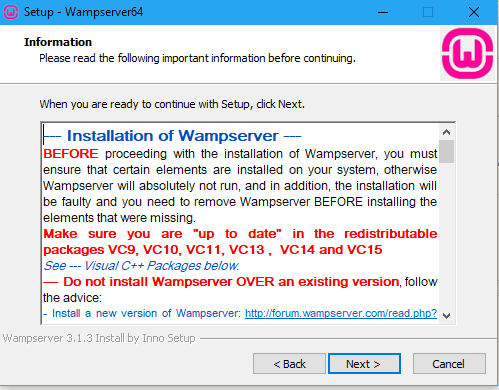 Setup - Wampserver64
Information
Please read the following important information before continuing.
When you are ready to continue with Setup, click Next.
--- Installation of Wampserver ---
BEFORE proceeding with the installation of Wampserver, you must
ensure that certain elements are installed on your system, otherwise
Wampserver will absolutely not run, and in addition, the installation will
be faulty and you need to remove Wampserver BEFORE installing the
elements that were missing.
Make sure you are "up to date" in the redistributable
packages VC9, VC10, VC11, VC13 , VC14 and VC15
See --- Visual C++ Packages below.
--- Do not install Wampserver OVER an existing version, follow
the advice:
- Install a new version of Wampserver: http://forum.wampserver.com/read.php?
Wampserver 3.1.3 Install by Inno Setup
< Back
Next >
Cancel